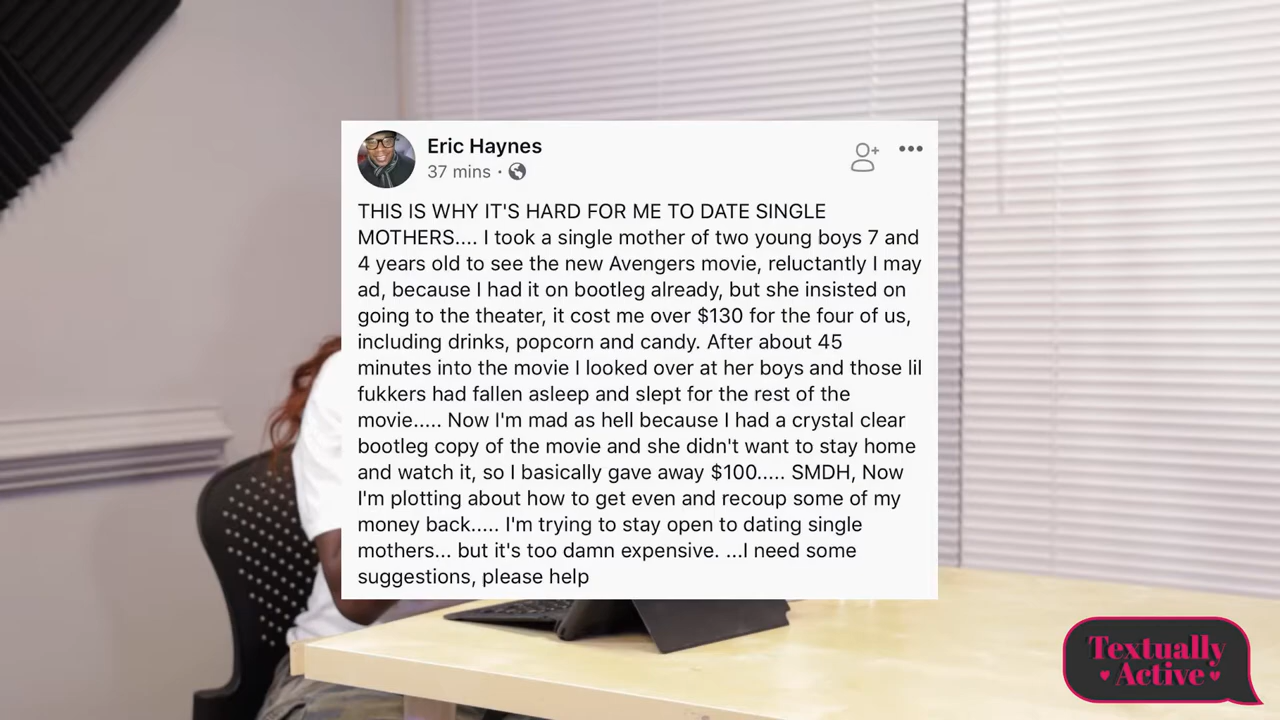 Eric Haynes
37 mins ·
THIS IS WHY IT'S HARD FOR ME TO DATE SINGLE
MOTHERS.... I took a single mother of two young boys 7 and
4 years old to see the new Avengers movie, reluctantly I may
ad, because I had it on bootleg already, but she insisted on
going to the theater, it cost me over $130 for the four of us,
including drinks, popcorn and candy. After about 45
minutes into the movie I looked over at her boys and those lil
fukkers had fallen asleep and slept for the rest of the
movie..... Now I'm mad as hell because I had a crystal clear
bootleg copy of the movie and she didn't want to stay home
and watch it, so I basically gave away $100..... SMDH, Now
I'm plotting about how to get even and recoup some of my
money back..... I'm trying to stay open to dating single
mothers... but it's too damn expensive. ...I need some
suggestions, please help
Textually
Active